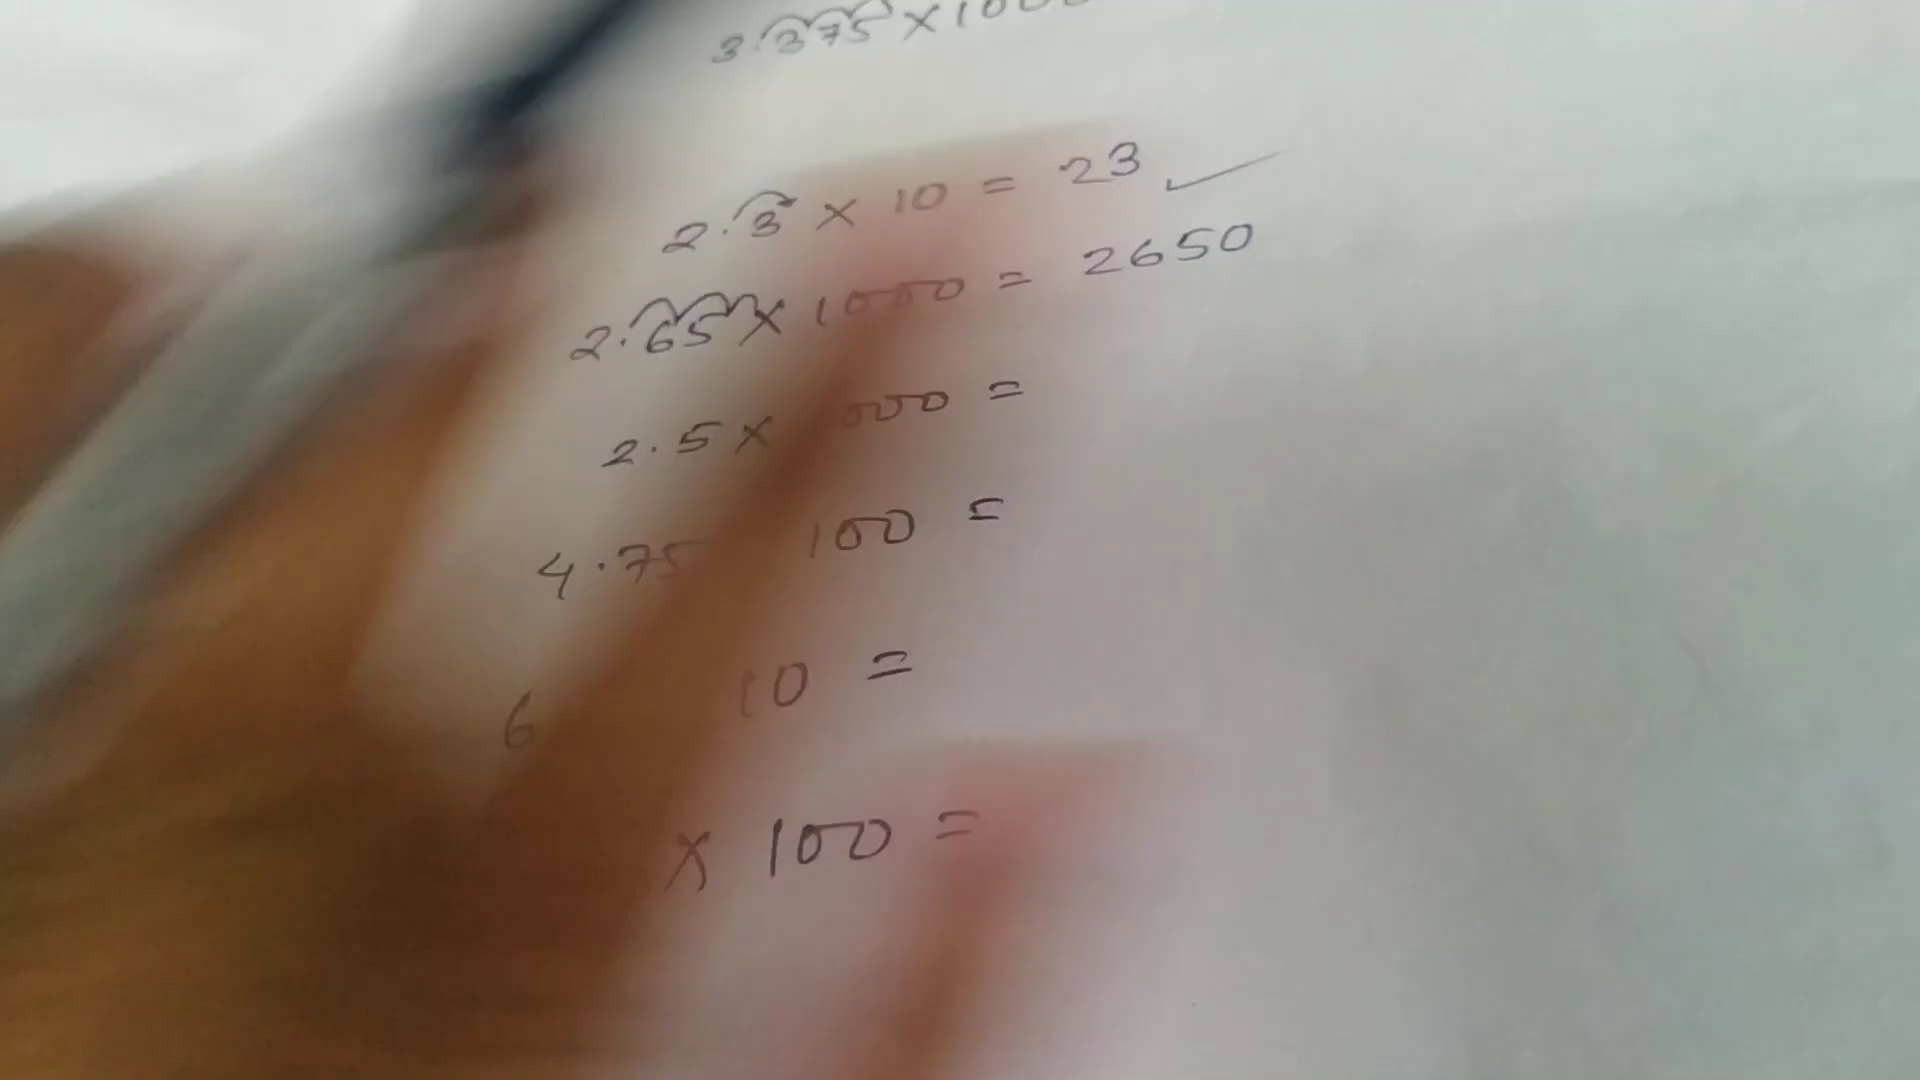 3.375 × 100
2.3 × 10 = 23
2.65 × 1000 = 2650
2.5 × 000 =
4.75 100 =
6 10 =
× 100 =